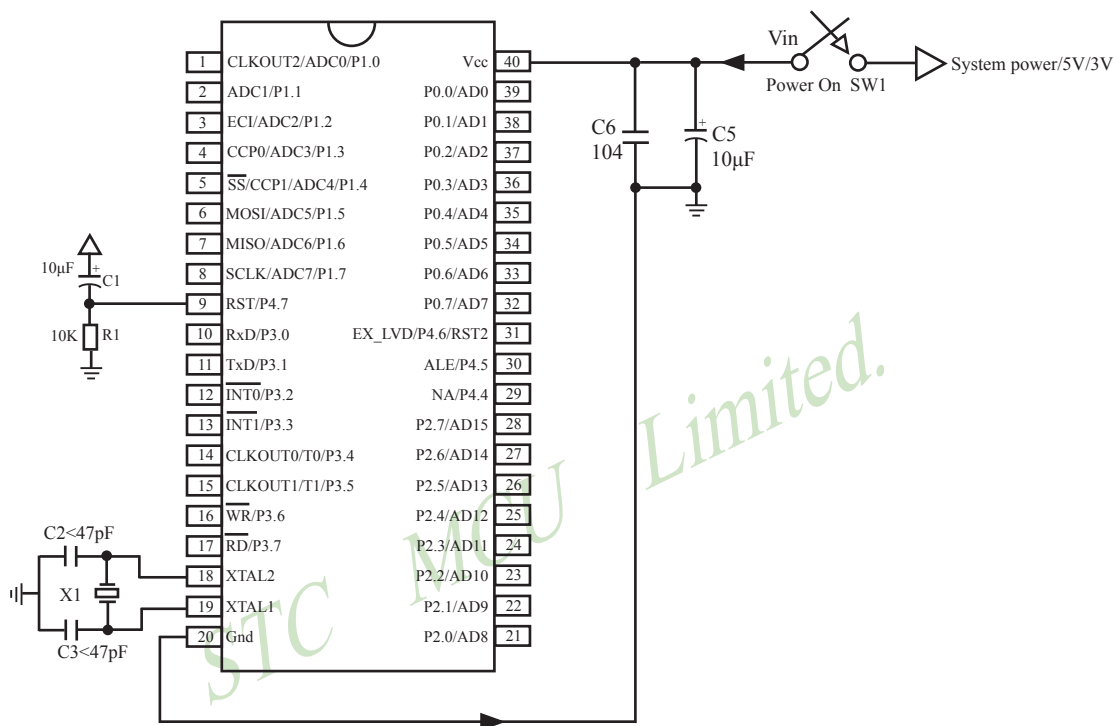 1 CLKOUT2/ADC0/P1.0
2 ADC1/P1.1
3 ECI/ADC2/P1.2
4 CCP0/ADC3/P1.3
5 SS/CCP1/ADC4/P1.4
6 MOSI/ADC5/P1.5
7 MISO/ADC6/P1.6
8 SCLK/ADC7/P1.7
9 RST/P4.7
10 RxD/P3.0
11 TxD/P3.1
12 INT0/P3.2
13 INT1/P3.3
14 CLKOUT0/T0/P3.4
15 CLKOUT1/T1/P3.5
16 WR/P3.6
17 RD/P3.7
18 XTAL2
19 XTAL1
20 Gnd
Vcc 40
P0.0/AD0 39
P0.1/AD1 38
P0.2/AD2 37
P0.3/AD3 36
P0.4/AD4 35
P0.5/AD5 34
P0.6/AD6 33
P0.7/AD7 32
EX_LVD/P4.6/RST2 31
ALE/P4.5 30
NA/P4.4 29
P2.7/AD15 28
P2.6/AD14 27
P2.5/AD13 26
P2.4/AD12 25
P2.3/AD11 24
P2.2/AD10 23
P2.1/AD9 22
P2.0/AD8 21
10μF
+
C1
10K
R1
C2<47pF
X1
C3<47pF
Vin
Power On SW1
System power/5V/3V
C6
104
+
C5
10μF
STC MCU Limited.